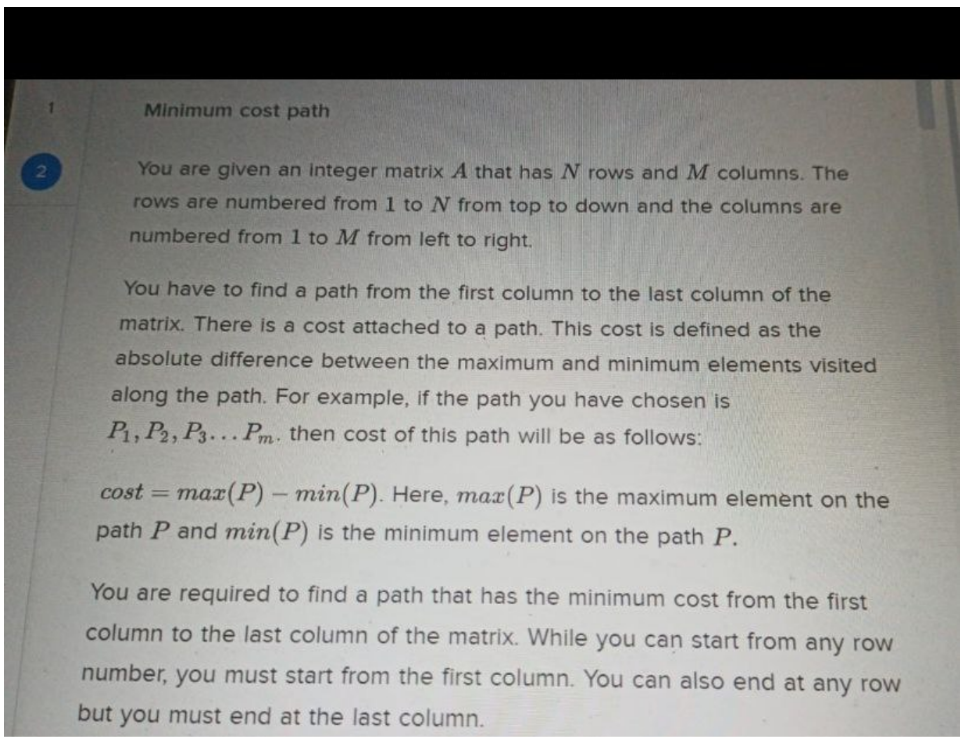 1
Minimum cost path
2
You are given an integer matrix A that has N rows and M columns. The
rows are numbered from 1 to N from top to down and the columns are
numbered from 1 to M from left to right.
You have to find a path from the first column to the last column of the
matrix. There is a cost attached to a path. This cost is defined as the
absolute difference between the maximum and minimum elements visited
along the path. For example, if the path you have chosen is
P₁, P₂, P₃... Pₘ. then cost of this path will be as follows:
cost = max(P) − min(P). Here, max(P) is the maximum element on the
path P and min(P) is the minimum element on the path P.
You are required to find a path that has the minimum cost from the first
column to the last column of the matrix. While you can start from any row
number, you must start from the first column. You can also end at any row
but you must end at the last column.